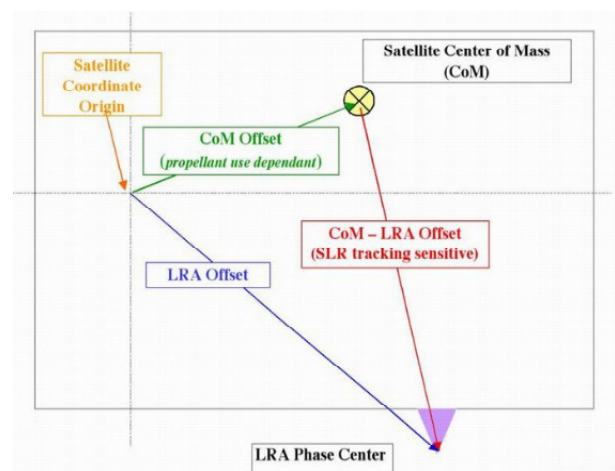 Satellite
Coordinate
Origin
Satellite Center of Mass
(CoM)
CoM Offset
(propellant use dependant)
CoM – LRA Offset
(SLR tracking sensitive)
LRA Offset
LRA Phase Center